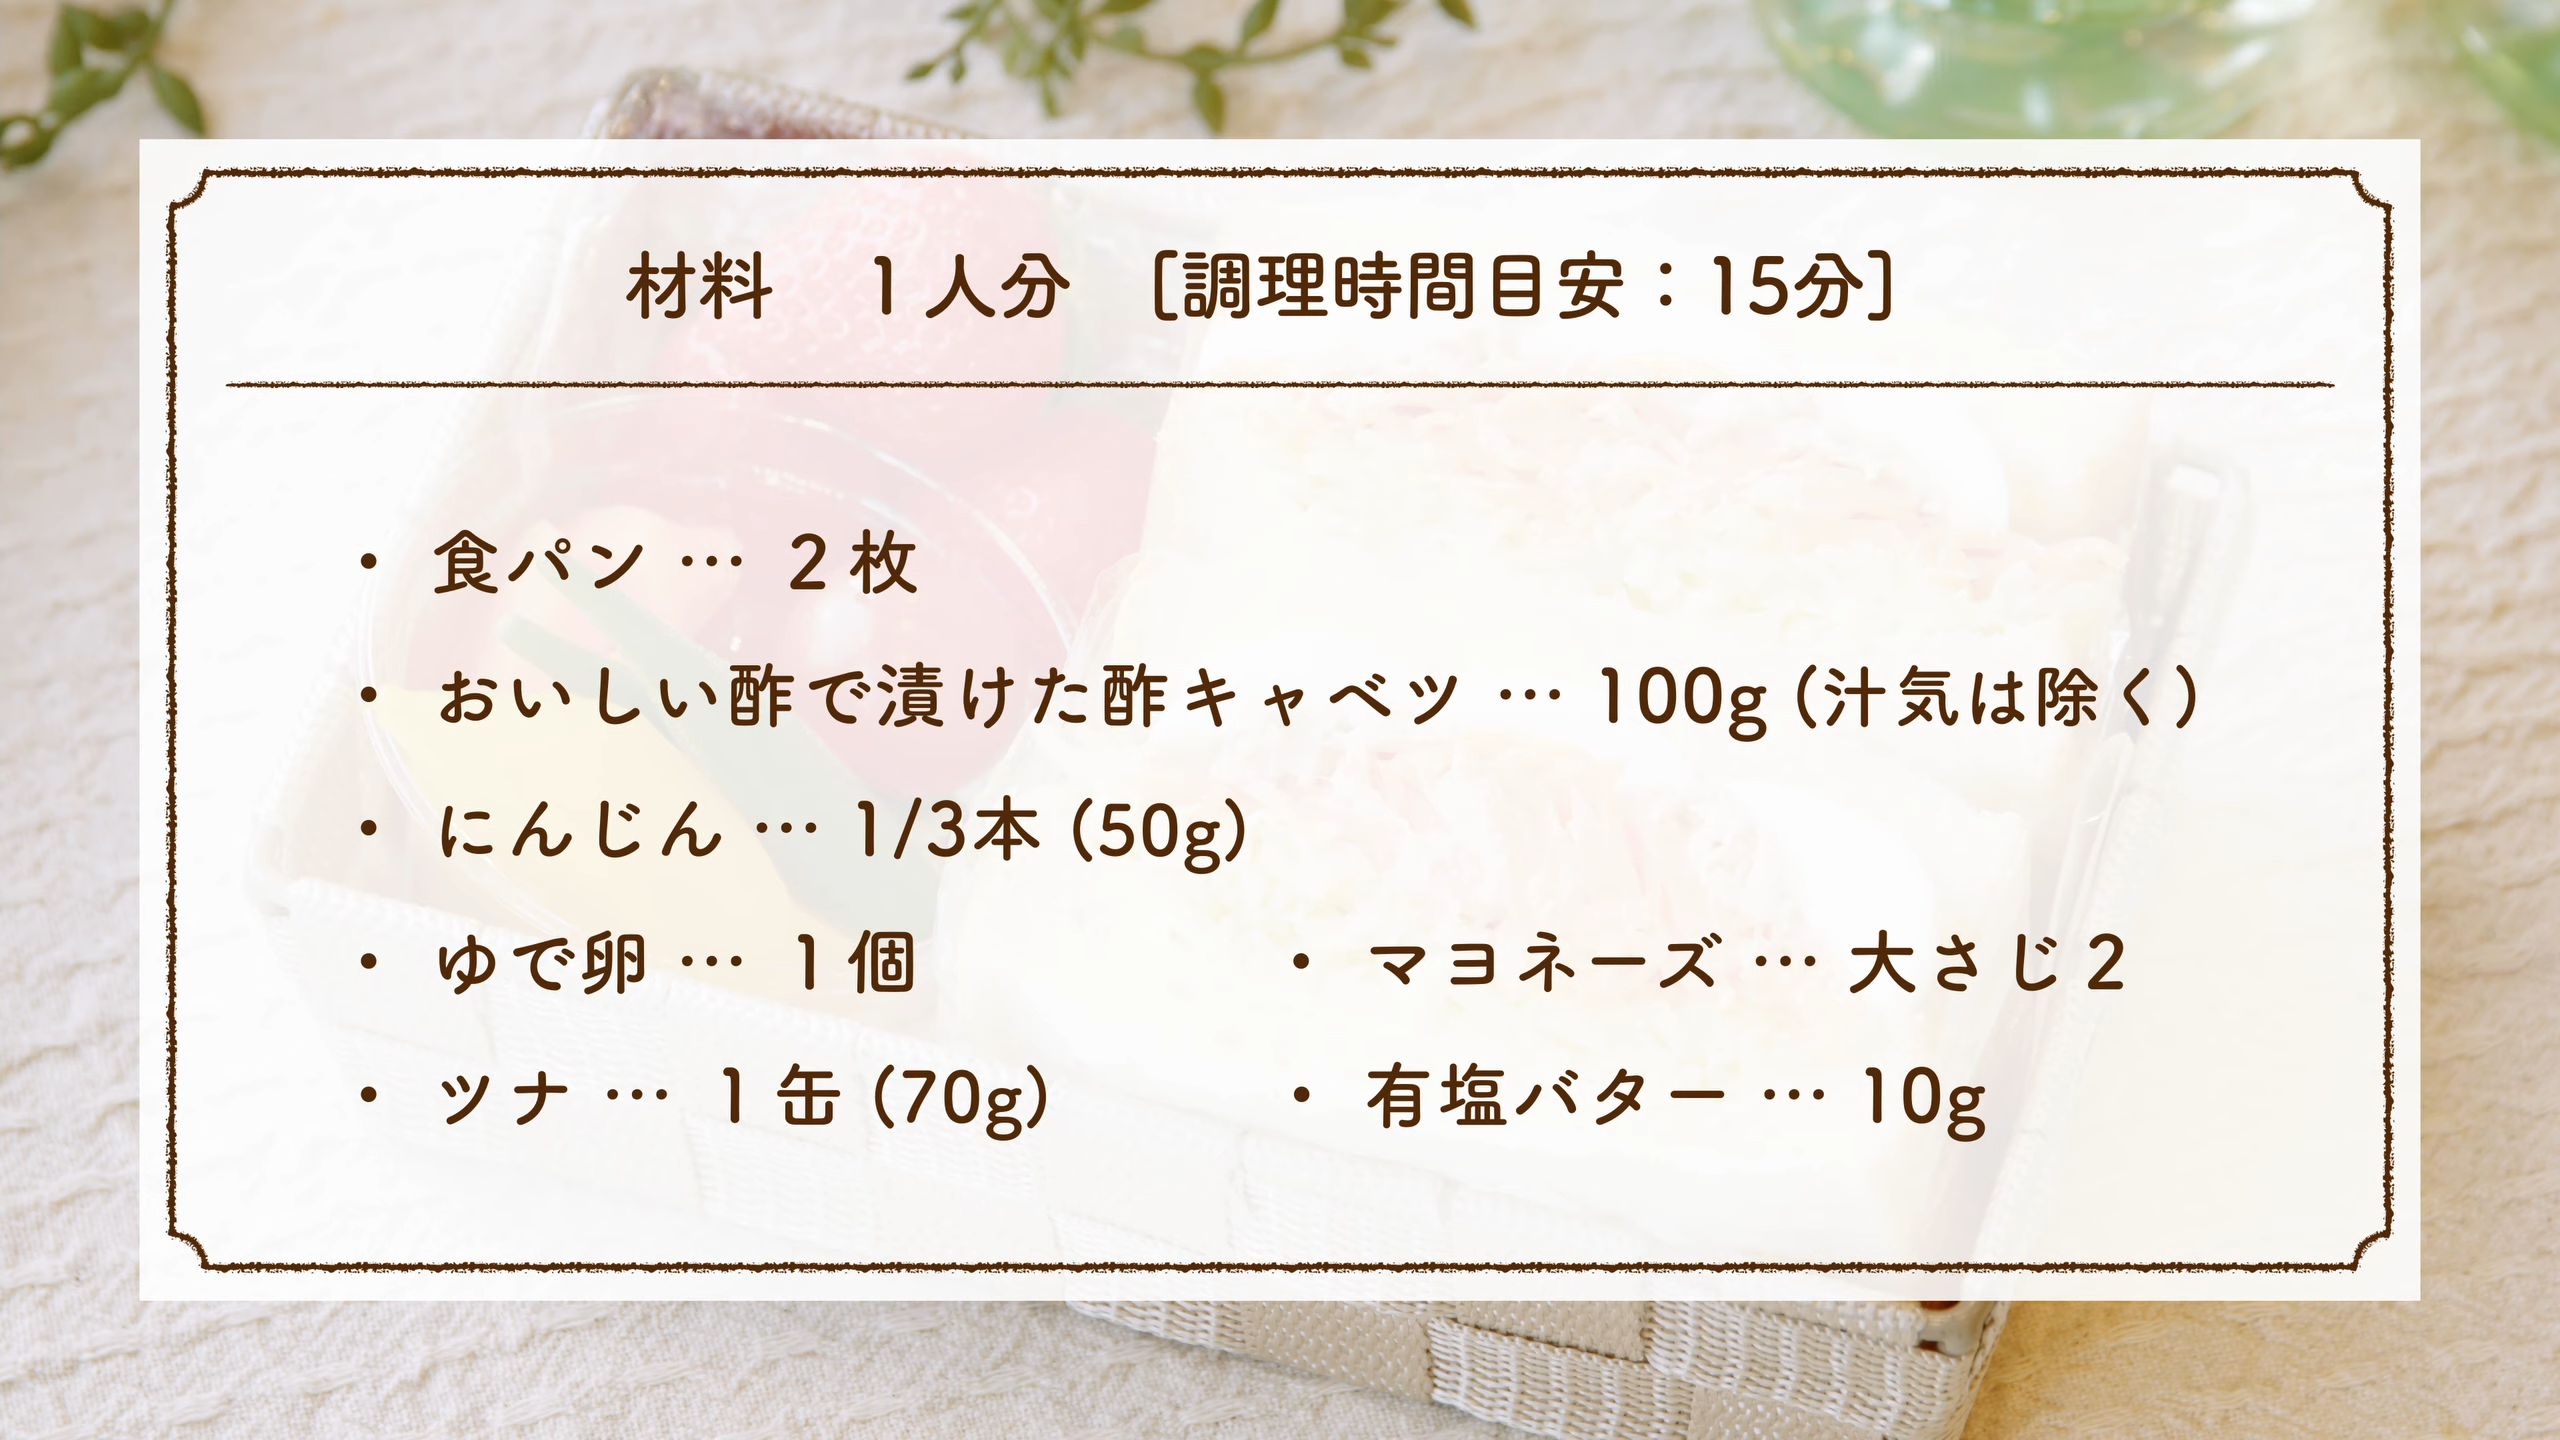 材料　１人分　[調理時間目安：15分]
・ 食パン … ２枚
・ おいしい酢で漬けた酢キャベツ … 100g (汁気は除く)
・ にんじん … 1/3本 (50g)
・ ゆで卵 … １個
・ ツナ … １缶 (70g)
・ マヨネーズ … 大さじ２
・ 有塩バター … 10g